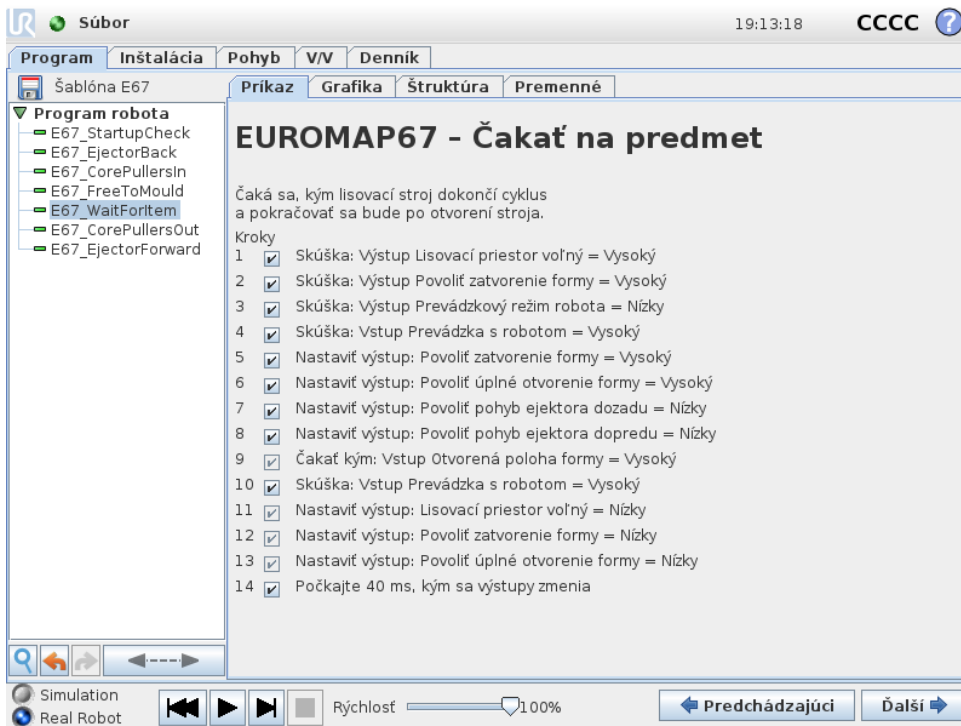 UR Súbor 19:13:18 CCCC ?
Program Inštalácia Pohyb V/V Denník
Šablóna E67 Príkaz Grafika Štruktúra Premenné
Program robota
E67_StartupCheck
E67_EjectorBack
E67_CorePullersIn
E67_FreeToMould
E67_WaitForItem
E67_CorePullersOut
E67_EjectorForward
EUROMAP67 – Čakať na predmet
Čaká sa, kým lisovací stroj dokončí cyklus
a pokračovať sa bude po otvorení stroja.
Kroky
1 Skúška: Výstup Lisovací priestor voľný = Vysoký
2 Skúška: Výstup Povoliť zatvorenie formy = Vysoký
3 Skúška: Výstup Prevádzkový režim robota = Nízky
4 Skúška: Vstup Prevádzka s robotom = Vysoký
5 Nastaviť výstup: Povoliť zatvorenie formy = Vysoký
6 Nastaviť výstup: Povoliť úplné otvorenie formy = Vysoký
7 Nastaviť výstup: Povoliť pohyb ejektora dozadu = Nízky
8 Nastaviť výstup: Povoliť pohyb ejektora dopredu = Nízky
9 Čakať kým: Vstup Otvorená poloha formy = Vysoký
10 Skúška: Vstup Prevádzka s robotom = Vysoký
11 Nastaviť výstup: Lisovací priestor voľný = Nízky
12 Nastaviť výstup: Povoliť zatvorenie formy = Nízky
13 Nastaviť výstup: Povoliť úplné otvorenie formy = Nízky
14 Počkajte 40 ms, kým sa výstupy zmenia
Simulation
Real Robot
Rýchlosť 100%
Predchádzajúci Ďalší